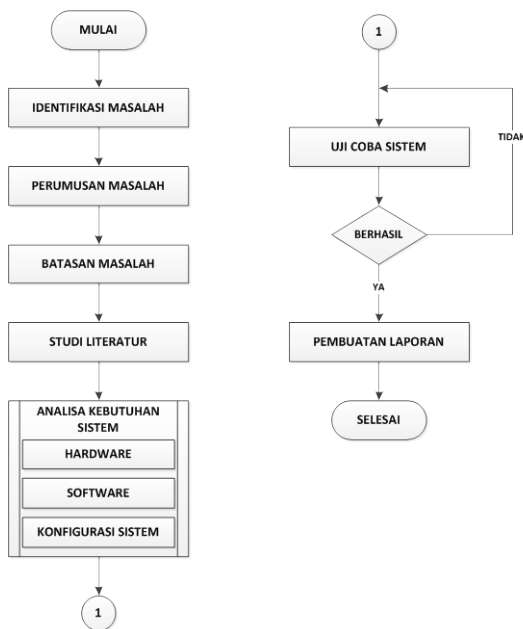 MULAI
IDENTIFIKASI MASALAH
PERUMUSAN MASALAH
BATASAN MASALAH
STUDI LITERATUR
ANALISA KEBUTUHAN
SISTEM
HARDWARE
SOFTWARE
KONFIGURASI SISTEM
1
1
UJI COBA SISTEM
TIDAK
BERHASIL
YA
PEMBUATAN LAPORAN
SELESAI